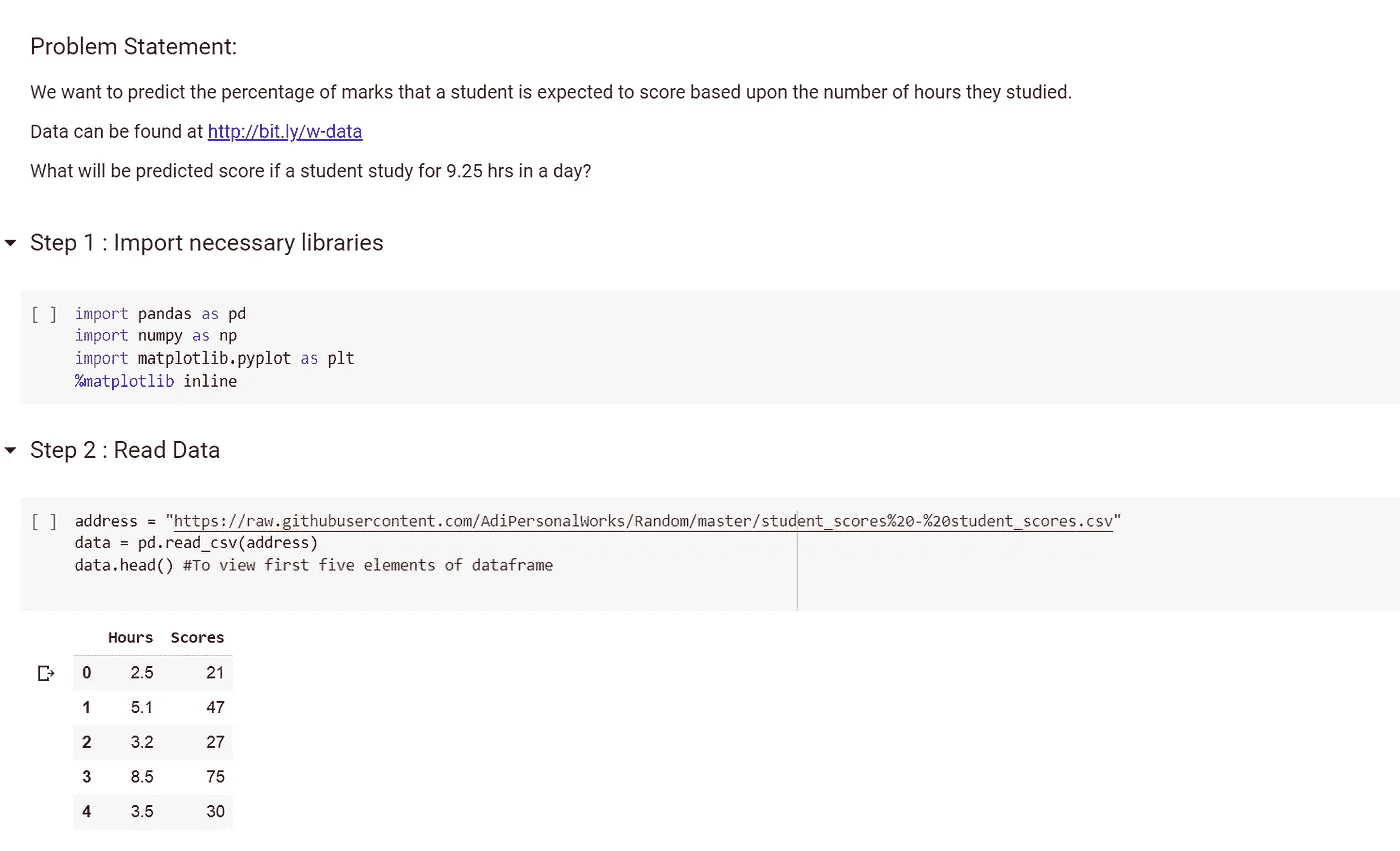 Problem Statement:
We want to predict the percentage of marks that a student is expected to score based upon the number of hours they studied.
Data can be found at http://bit.ly/w-data
What will be predicted score if a student study for 9.25 hrs in a day?
Step 1 : Import necessary libraries
[ ] import pandas as pd
import numpy as np
import matplotlib.pyplot as plt
%matplotlib inline
Step 2 : Read Data
[ ] address = "https://raw.githubusercontent.com/AdiPersonalWorks/Random/master/student_scores%20-%20student_scores.csv"
data = pd.read_csv(address)
data.head() #To view first five elements of dataframe
Hours Scores
0 2.5 21
1 5.1 47
2 3.2 27
3 8.5 75
4 3.5 30